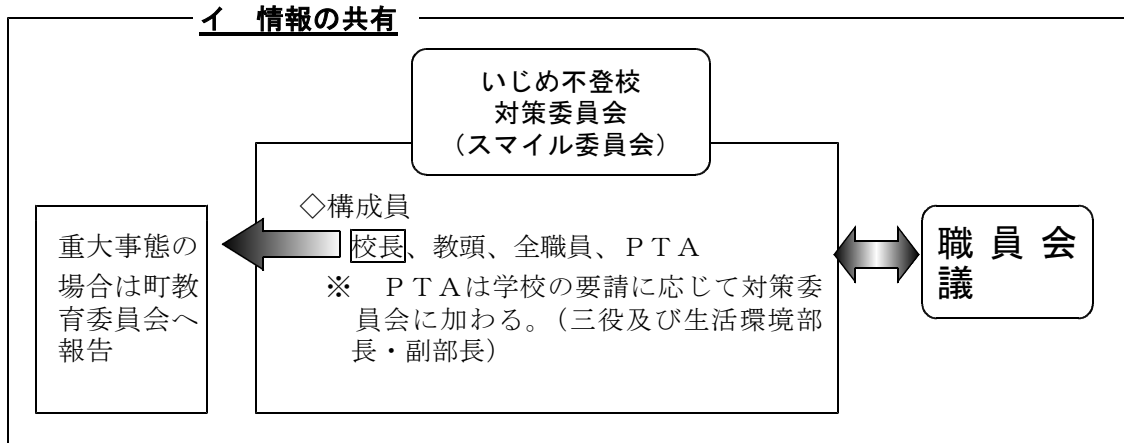 イ　情報の共有
いじめ不登校
対策委員会
（スマイル委員会）
◇構成員
校長、教頭、全職員、ＰＴＡ
※　ＰＴＡは学校の要請に応じて対策委
員会に加わる。（三役及び生活環境部
長・副部長）
重大事態の
場合は町教
育委員会へ
報告
職員会
議